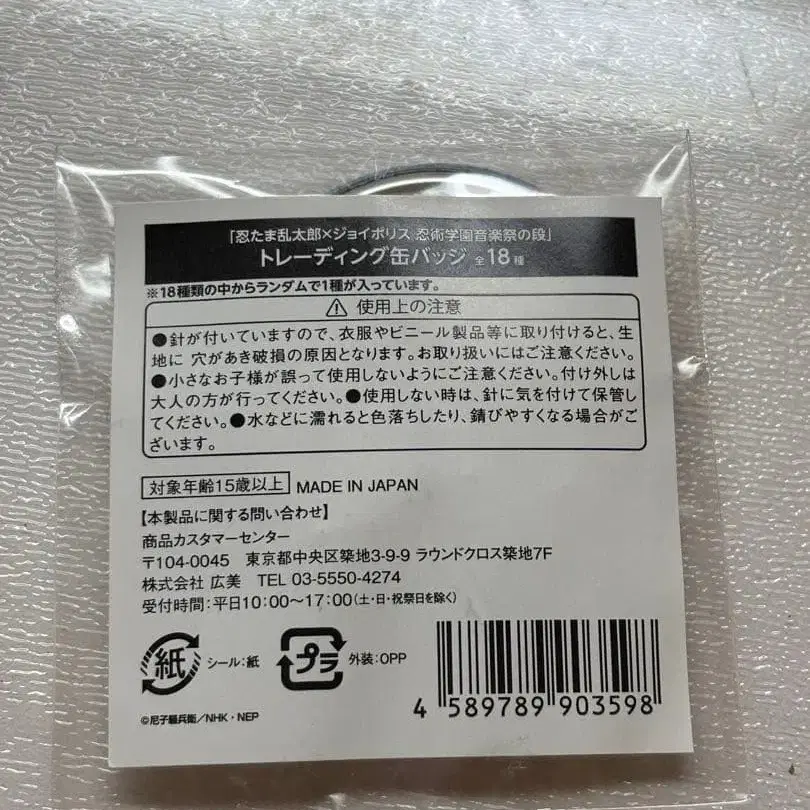 「忍たま乱太郎×ジョイポリス 忍術学園音楽祭の段」
トレーディング缶バッジ 全18種
※18種類の中からランダムで1種が入っています。
⚠ 使用上の注意
●針が付いていますので、衣服やビニール製品等に取り付けると、生
地に 穴があき破損の原因となります。お取り扱いにはご注意ください。
●小さなお子様が誤って使用しないようにご注意ください。付け外しは
大人の方が行ってください。●使用しない時は、針に気を付けて保管し
てください。●水などに濡れると色落ちしたり、錆びやすくなる場合がご
ざいます。
対象年齢15歳以上 MADE IN JAPAN
【本製品に関する問い合わせ】
商品カスタマーセンター
〒104-0045 東京都中央区築地3-9-9 ラウンドクロス築地7F
株式会社 広美 TEL 03-5550-4274
受付時間：平日10：00〜17：00（土・日・祝祭日を除く）
紙 シール：紙 プラ 外装：OPP
4 589789 903598
©尼子騒兵衛／NHK・NEP